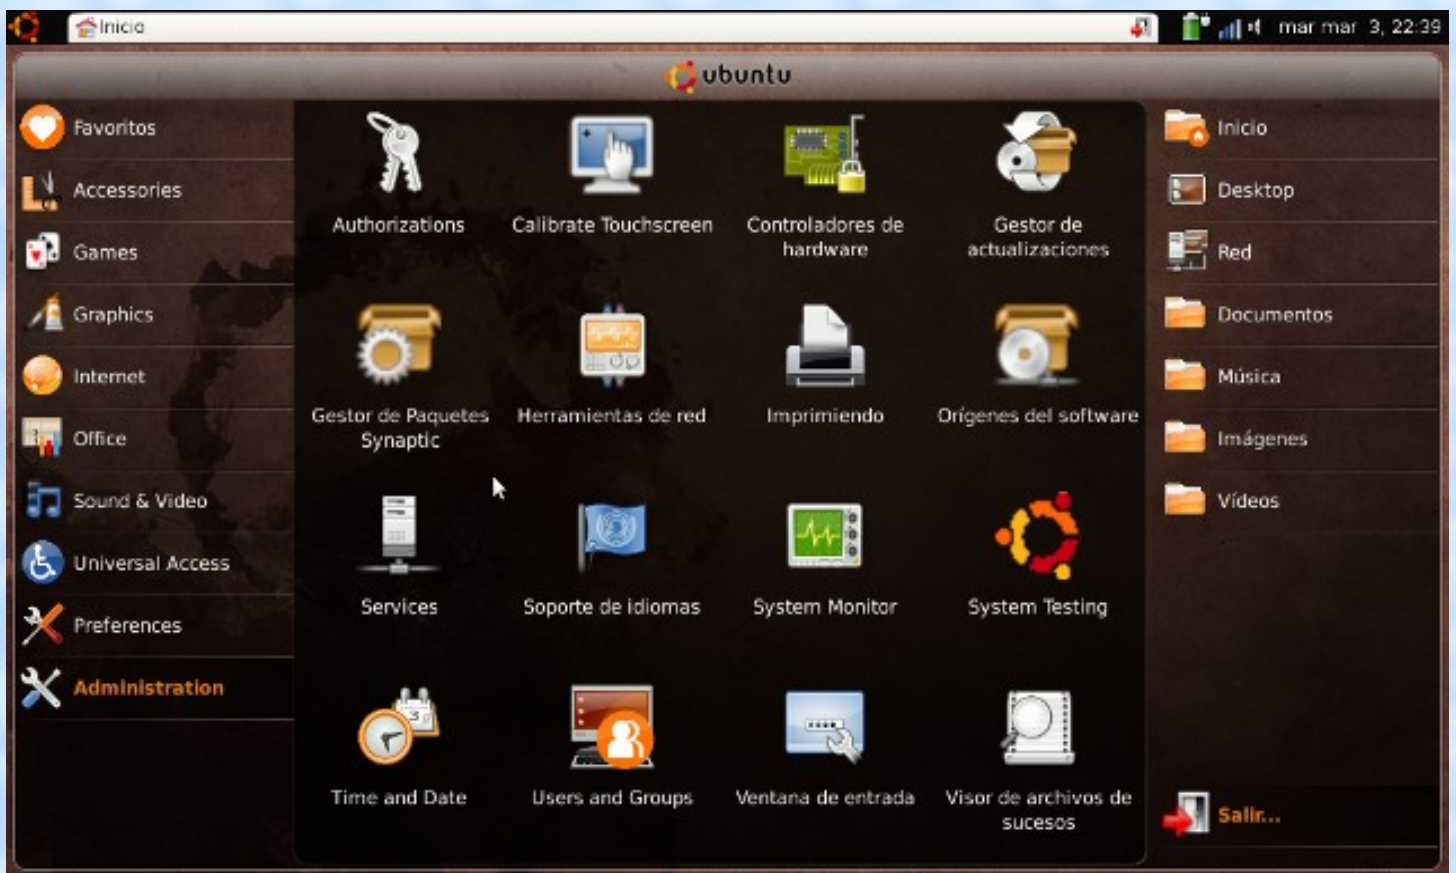 Inicio
mar mar 3, 22:39
ubuntu
Favoritos
Accessories
Games
Graphics
Internet
Office
Sound & Video
Universal Access
Preferences
Administration
Authorizations
Calibrate Touchscreen
Controladores de
hardware
Gestor de
actualizaciones
Gestor de Paquetes
Synaptic
Herramientas de red
Imprimiendo
Orígenes del software
Services
Soporte de idiomas
System Monitor
System Testing
Time and Date
Users and Groups
Ventana de entrada
Visor de archivos de
sucesos
Inicio
Desktop
Red
Documentos
Música
Imágenes
Vídeos
Salir...